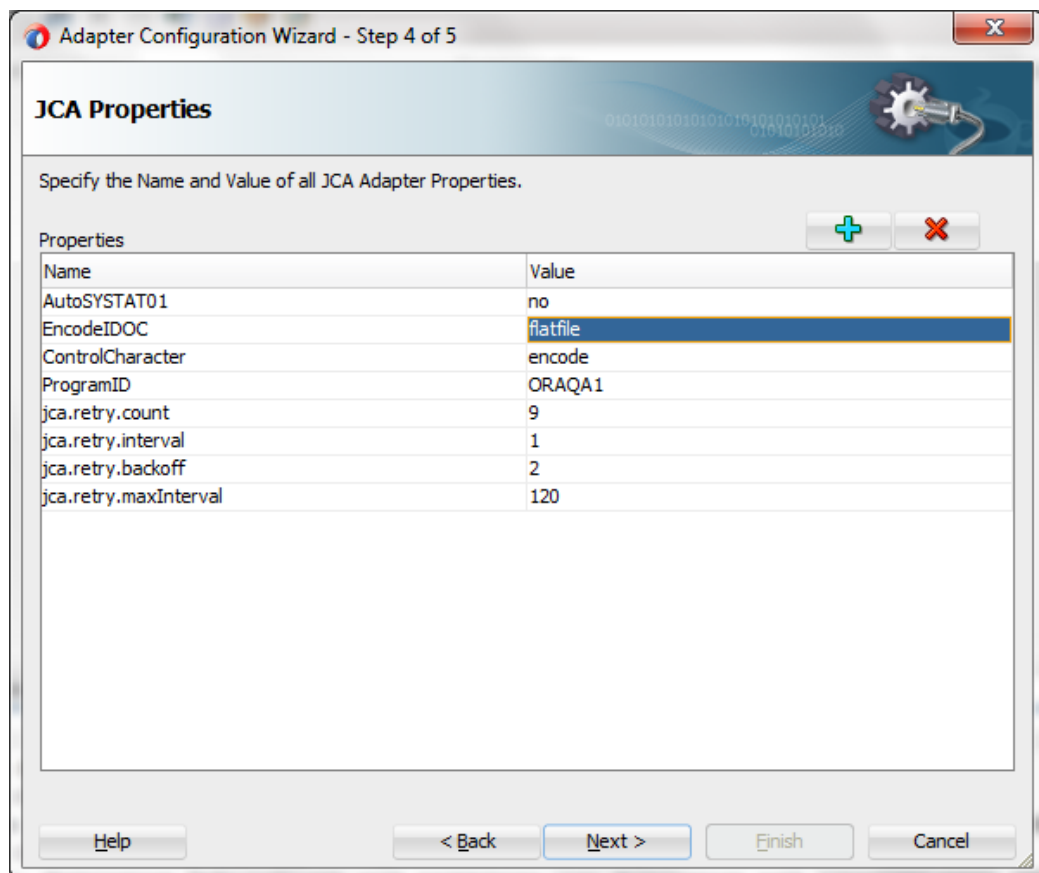 Adapter Configuration Wizard - Step 4 of 5
JCA Properties
Specify the Name and Value of all JCA Adapter Properties.
Properties
Name Value
AutoSYSTAT01 no
EncodeIDOC flatfile
ControlCharacter encode
ProgramID ORAQA1
jca.retry.count 9
jca.retry.interval 1
jca.retry.backoff 2
jca.retry.maxInterval 120
Help < Back Next > Finish Cancel